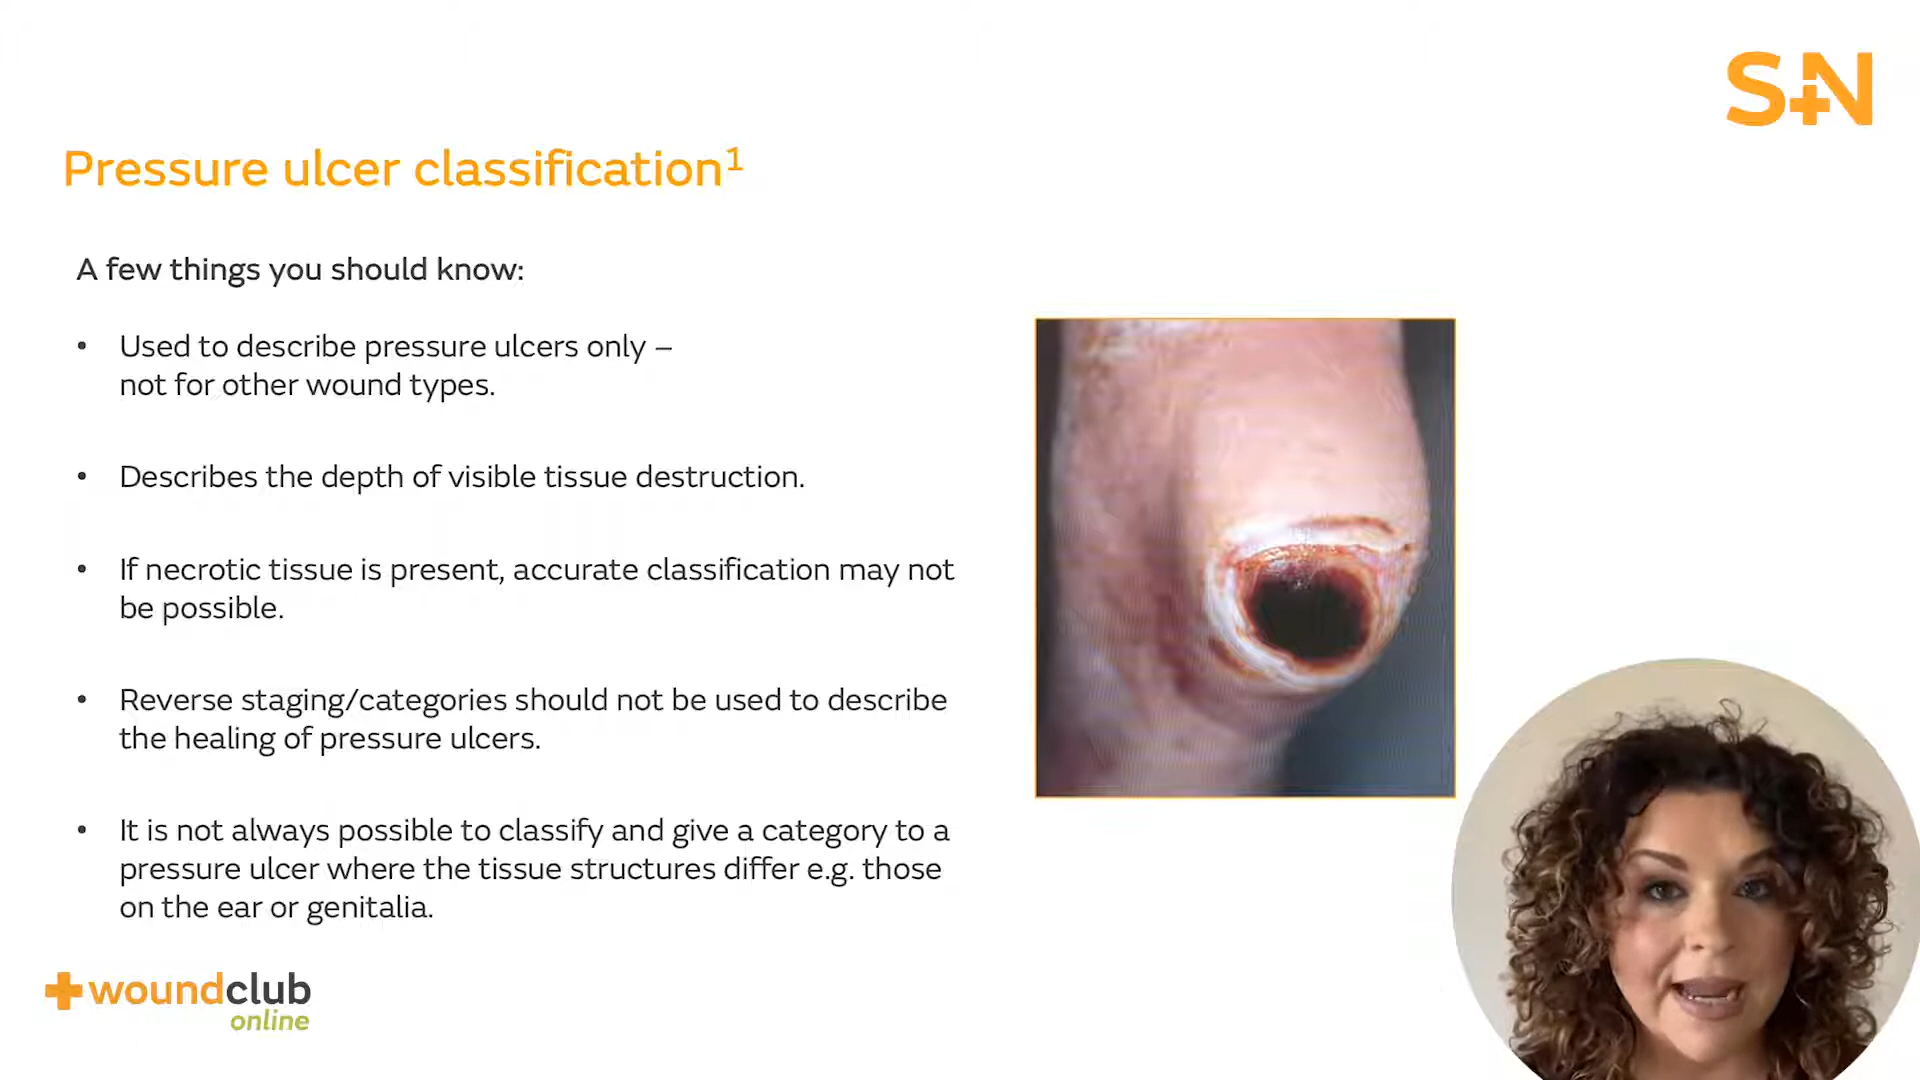 S+N
Pressure ulcer classification¹
A few things you should know:
• Used to describe pressure ulcers only –
not for other wound types.
• Describes the depth of visible tissue destruction.
• If necrotic tissue is present, accurate classification may not
be possible.
• Reverse staging/categories should not be used to describe
the healing of pressure ulcers.
• It is not always possible to classify and give a category to a
pressure ulcer where the tissue structures differ e.g. those
on the ear or genitalia.
woundclub
online